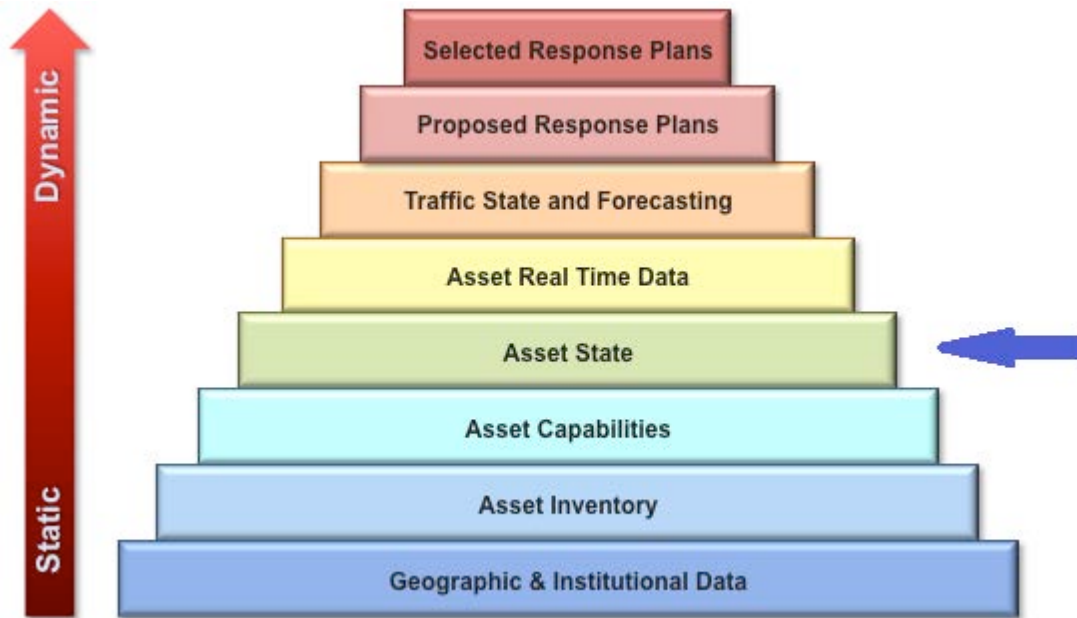 Dynamic
Static
Selected Response Plans
Proposed Response Plans
Traffic State and Forecasting
Asset Real Time Data
Asset State
Asset Capabilities
Asset Inventory
Geographic & Institutional Data